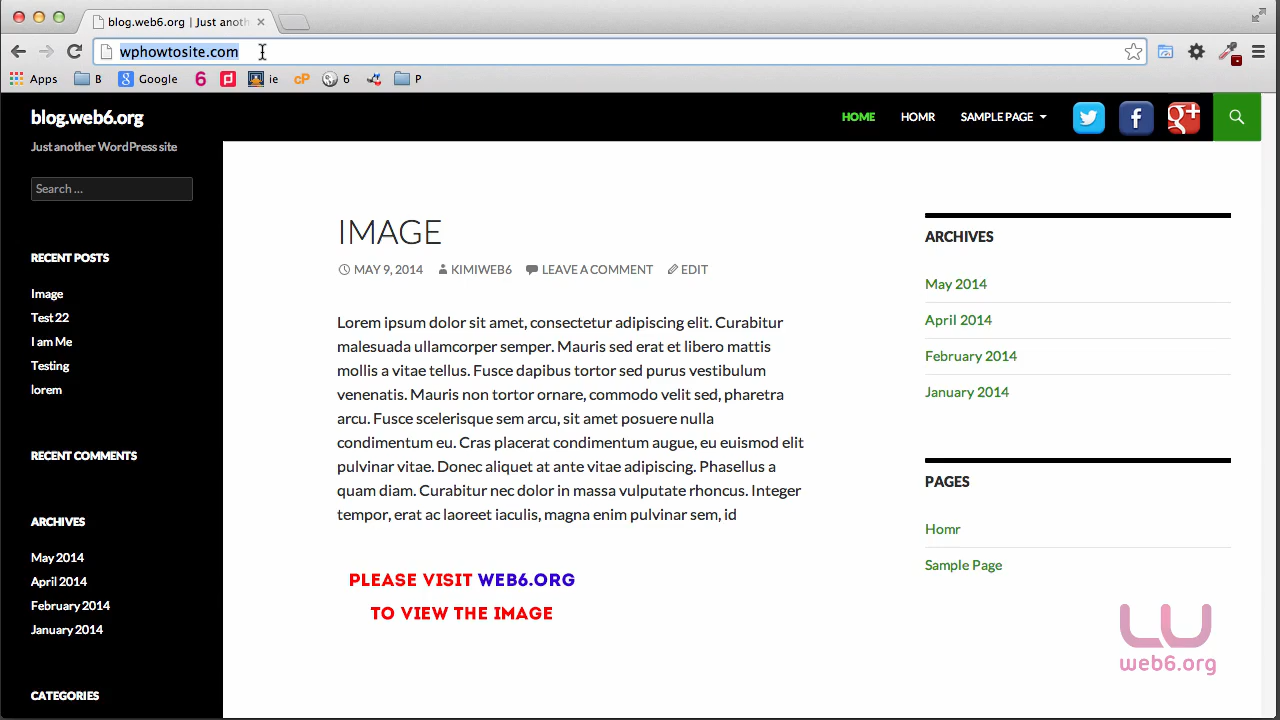 blog.web6.org | Just anoth
wphowtosite.com
Apps
B
Google
6
ie
cP
6
P
blog.web6.org
Just another WordPress site
HOME
HOMR
SAMPLE PAGE
Search ...
RECENT POSTS
Image
Test 22
I am Me
Testing
lorem
RECENT COMMENTS
ARCHIVES
May 2014
April 2014
February 2014
January 2014
CATEGORIES
IMAGE
MAY 9, 2014
KIMIWEB6
LEAVE A COMMENT
EDIT
Lorem ipsum dolor sit amet, consectetur adipiscing elit. Curabitur
malesuada ullamcorper semper. Mauris sed erat et libero mattis
mollis a vitae tellus. Fusce dapibus tortor sed purus vestibulum
venenatis. Mauris non tortor ornare, commodo velit sed, pharetra
arcu. Fusce scelerisque sem arcu, sit amet posuere nulla
condimentum eu. Cras placerat condimentum augue, eu euismod elit
pulvinar vitae. Donec aliquet at ante vitae adipiscing. Phasellus a
quam diam. Curabitur nec dolor in massa vulputate rhoncus. Integer
tempor, erat ac laoreet iaculis, magna enim pulvinar sem, id
PLEASE VISIT WEB6.ORG
TO VIEW THE IMAGE
ARCHIVES
May 2014
April 2014
February 2014
January 2014
PAGES
Homr
Sample Page
web6.org